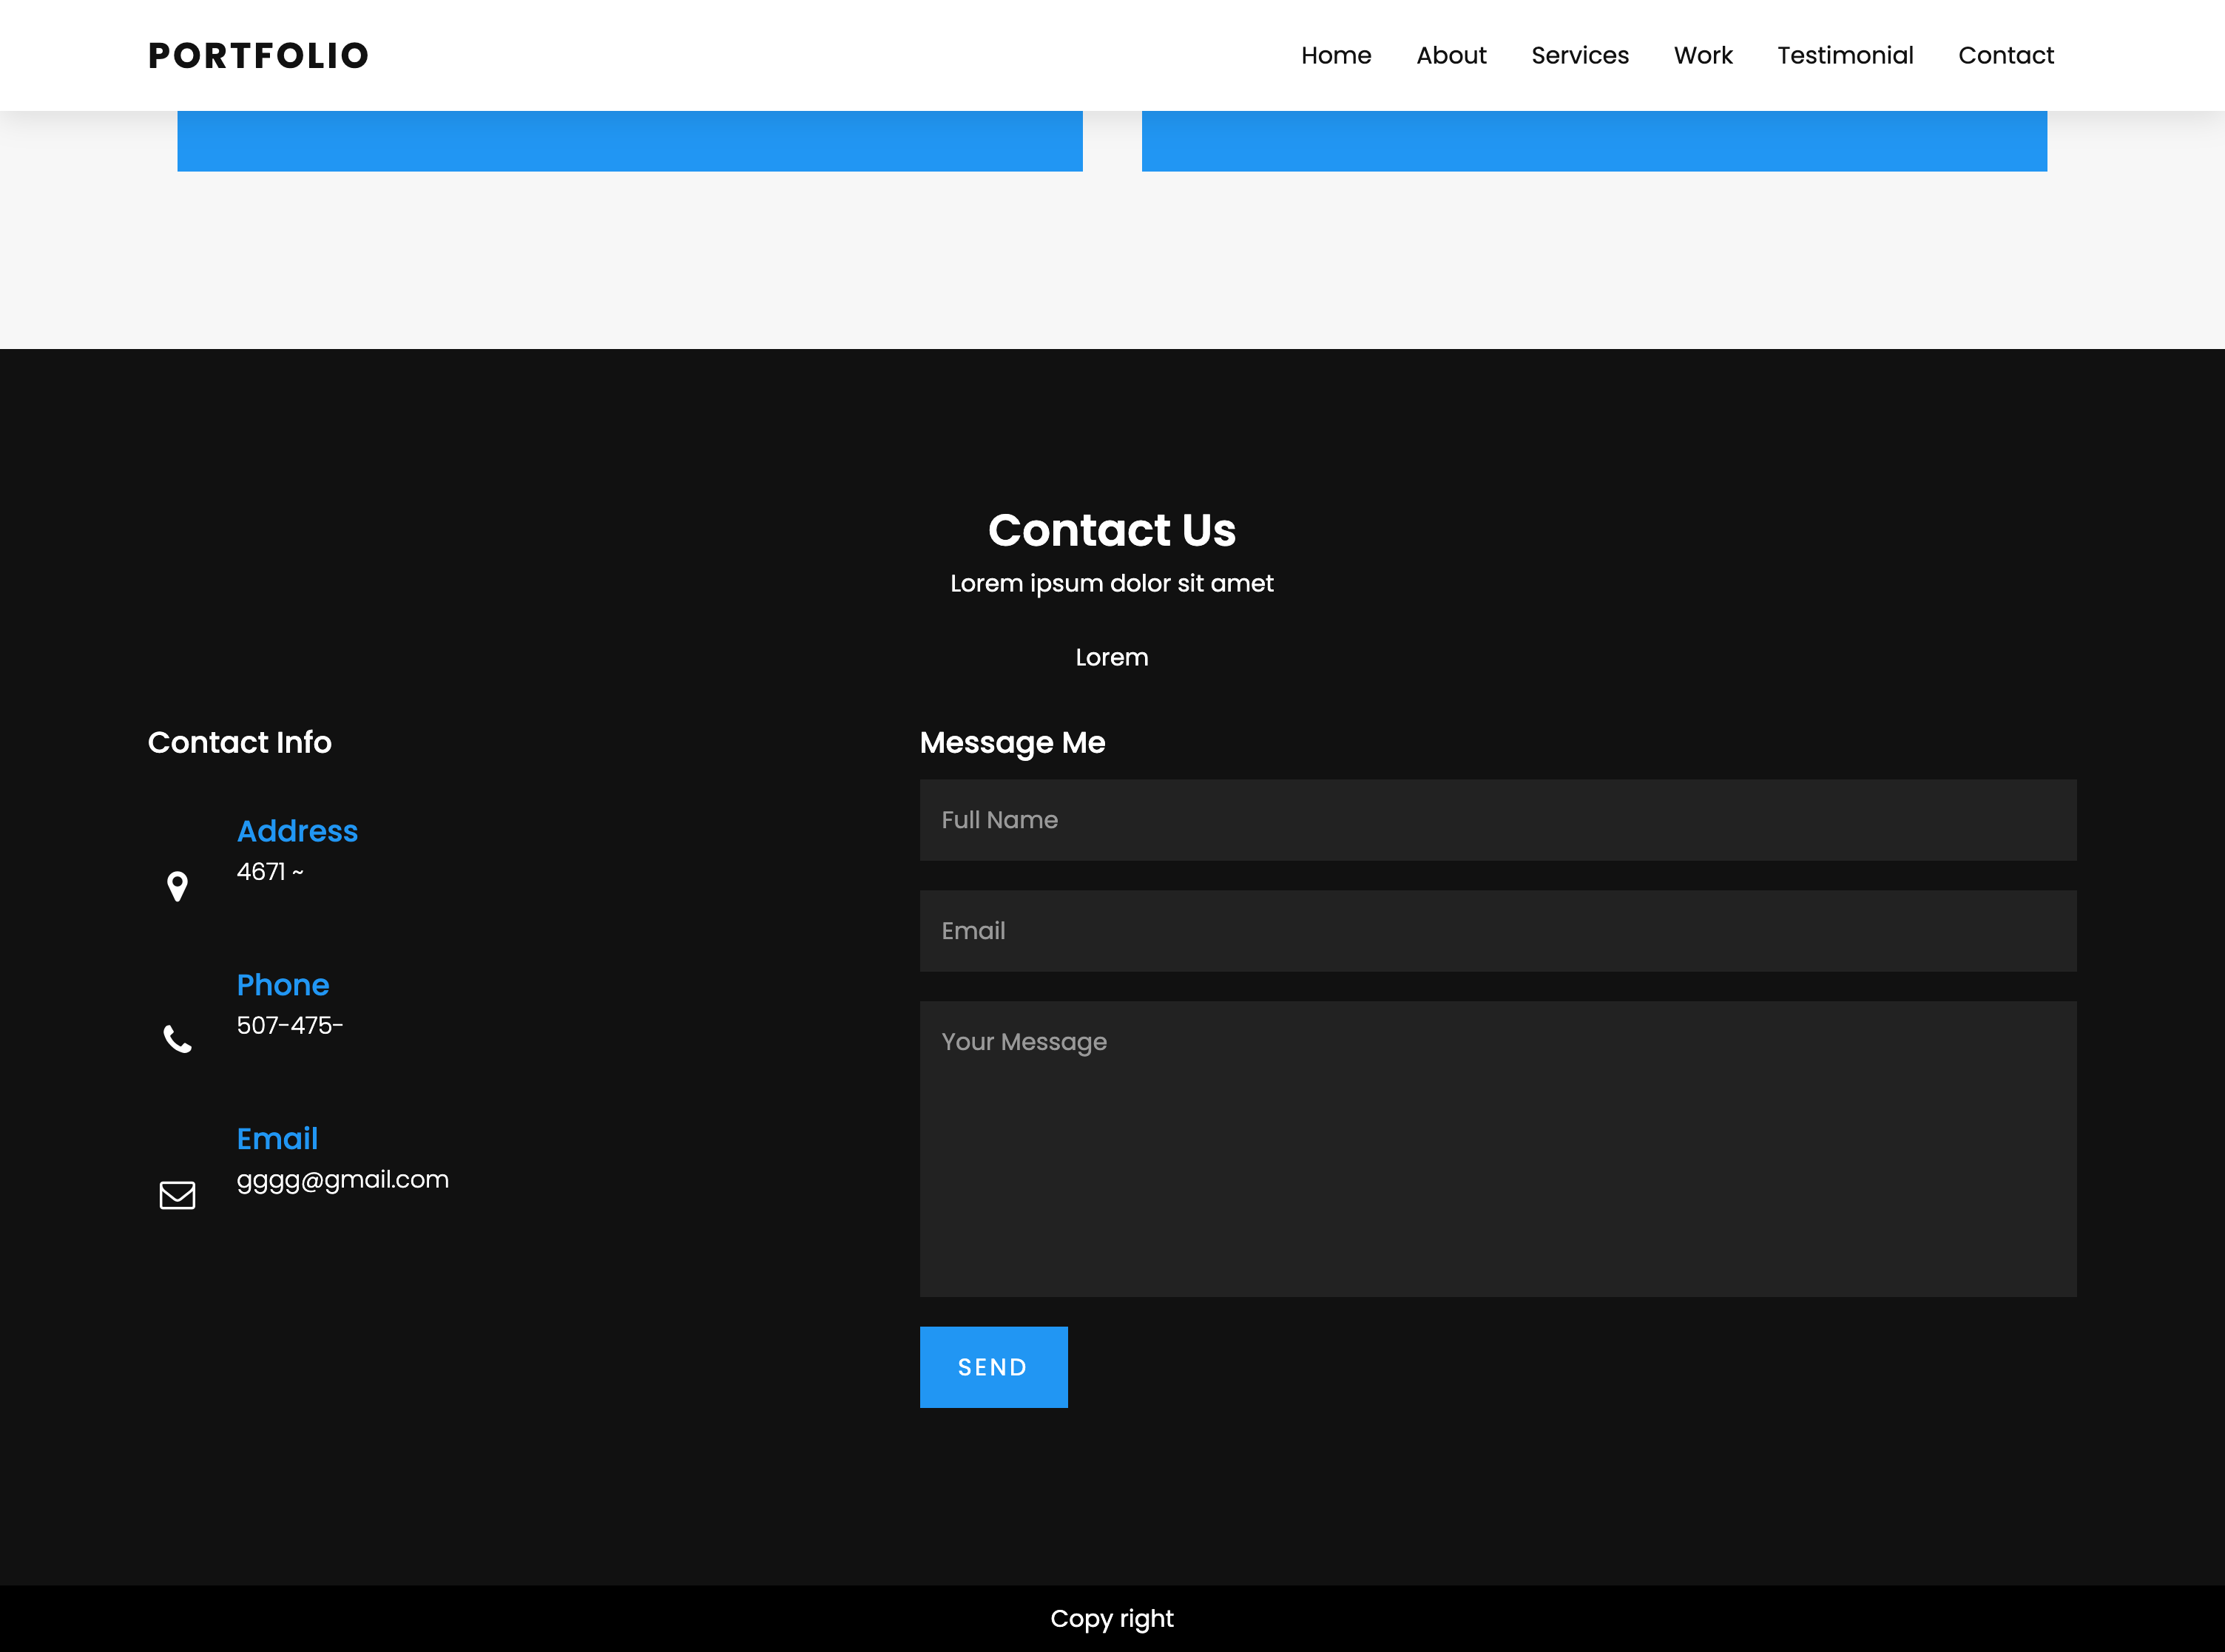 PORTFOLIO
Home About Services Work Testimonial Contact
Contact Us
Lorem ipsum dolor sit amet
Lorem
Contact Info
Address
4671 ~
Phone
507-475-
Email
gggg@gmail.com
Message Me
Full Name
Email
Your Message
SEND
Copy right